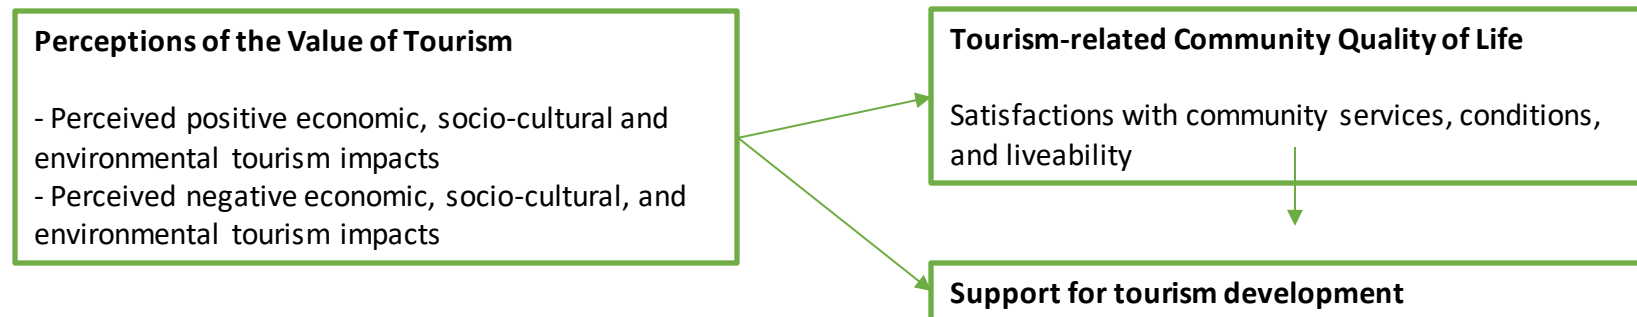 Perceptions of the Value of Tourism
- Perceived positive economic, socio-cultural and
environmental tourism impacts
- Perceived negative economic, socio-cultural, and
environmental tourism impacts
Tourism-related Community Quality of Life
Satisfactions with community services, conditions,
and liveability
Support for tourism development